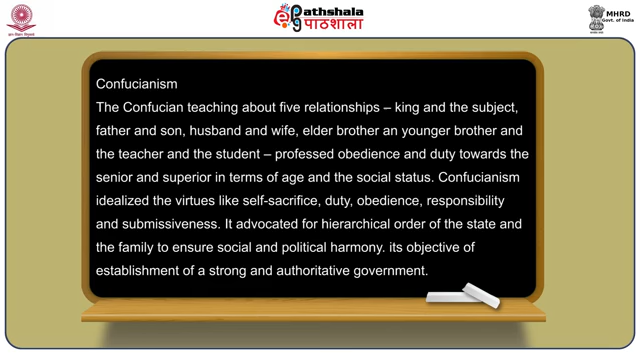 ePathshala
पाठशाला
MHRD
Govt. of India
Confucianism
The Confucian teaching about five relationships – king and the subject,
father and son, husband and wife, elder brother an younger brother and
the teacher and the student – professed obedience and duty towards the
senior and superior in terms of age and the social status. Confucianism
idealized the virtues like self-sacrifice, duty, obedience, responsibility
and submissiveness. It advocated for hierarchical order of the state and
the family to ensure social and political harmony. its objective of
establishment of a strong and authoritative government.